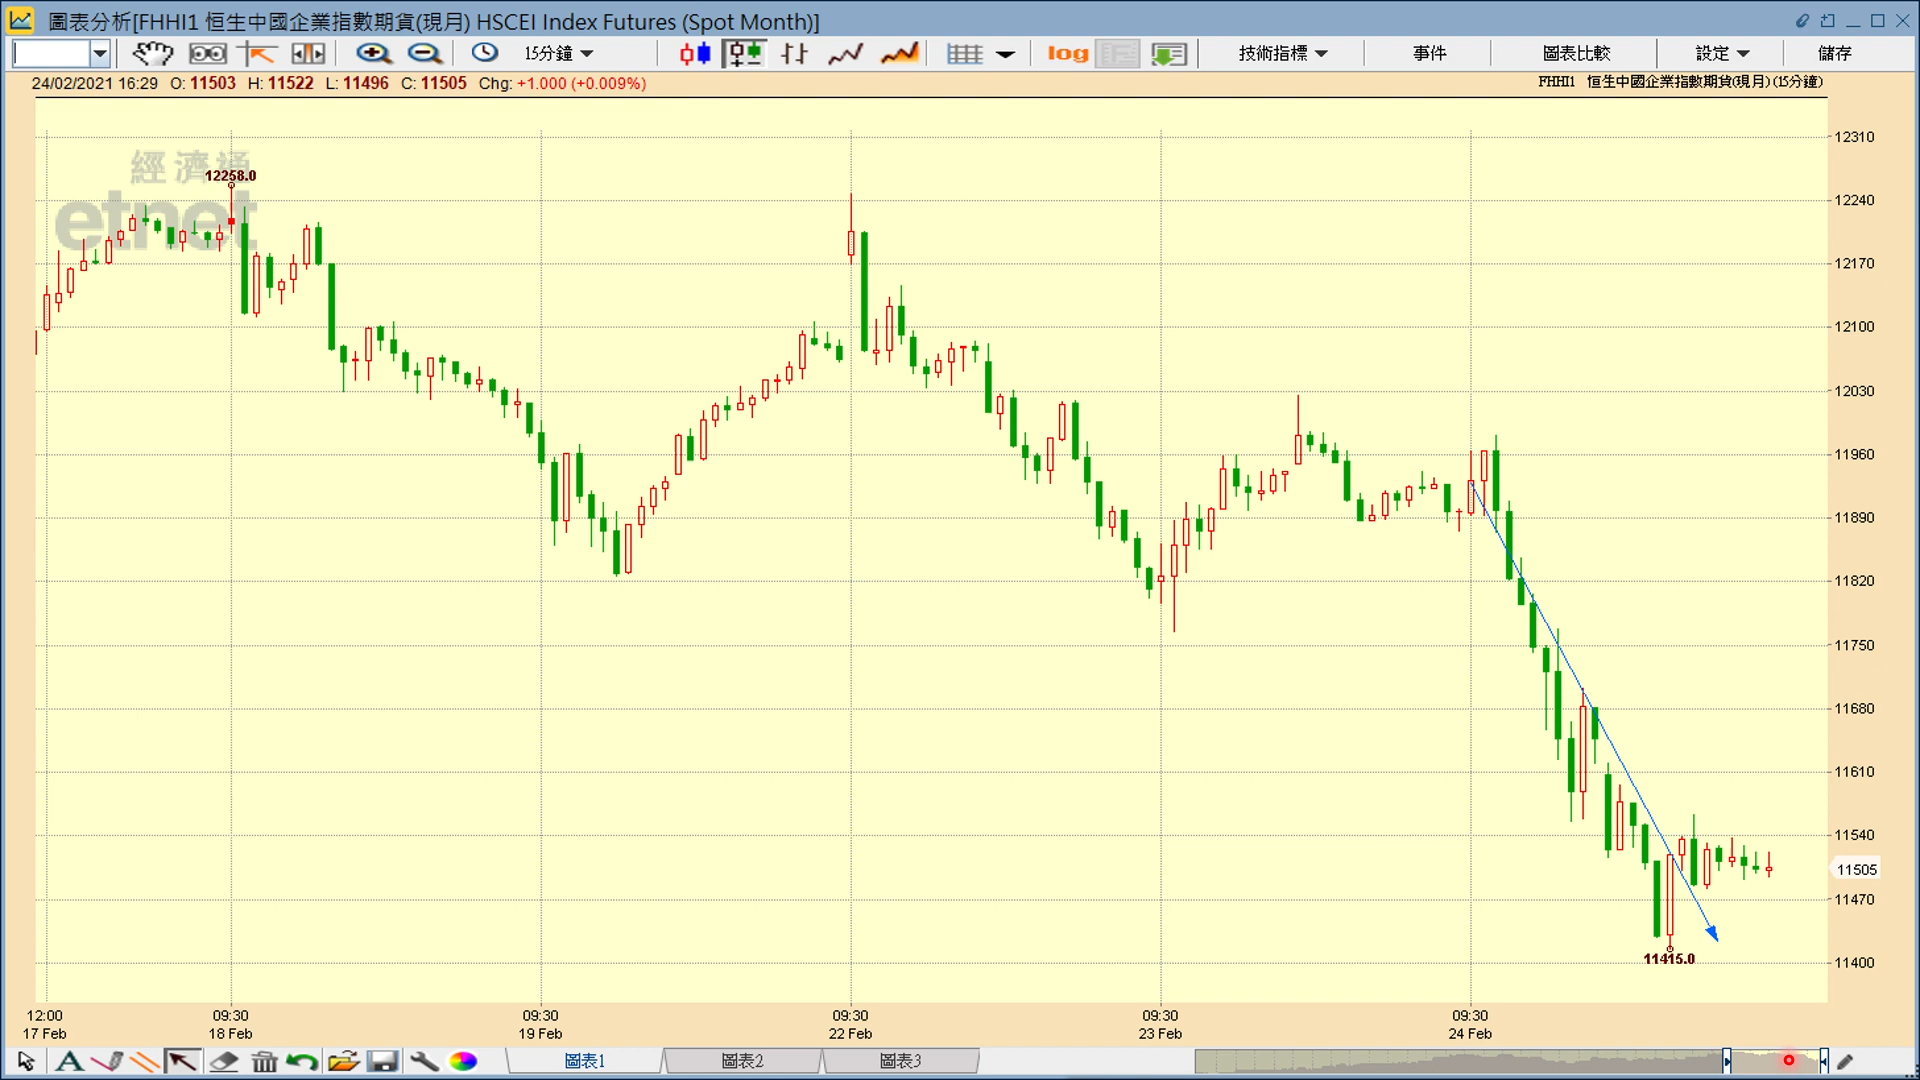 圖表分析[FHHI1 恒生中國企業指數期貨(現月) HSCEI Index Futures (Spot Month)]
15分鐘
log
技術指標
事件
圖表比較
設定
儲存
24/02/2021 16:29 O: 11503 H: 11522 L: 11496 C: 11505 Chg: +1.000 (+0.009%)
FHHI1 恒生中國企業指數期貨(現月) (15分鐘)
經濟通
etnet
12258.0
12310
12240
12170
12100
12030
11960
11890
11820
11750
11680
11610
11540
11505
11470
11400
11415.0
12:00 09:30 09:30 09:30 09:30 09:30
17 Feb 18 Feb 19 Feb 22 Feb 23 Feb 24 Feb
A
圖表1
圖表2
圖表3